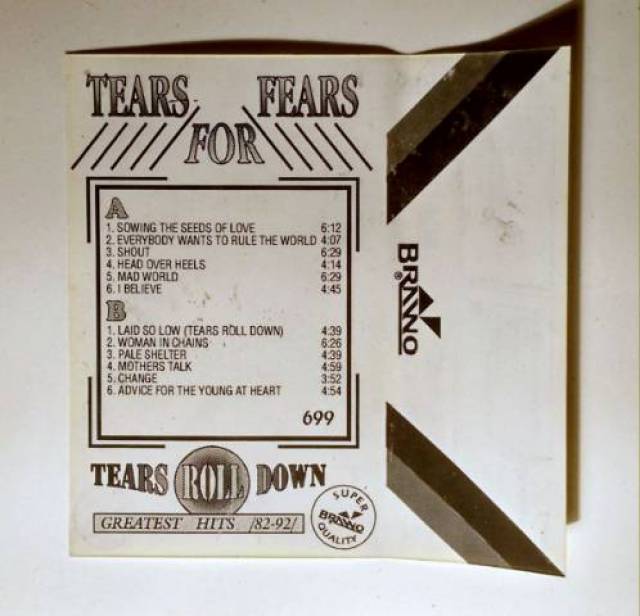 TEARS FEARS
FOR
A
1. SOWING THE SEEDS OF LOVE 6:12
2. EVERYBODY WANTS TO RULE THE WORLD 4:07
3. SHOUT 6:29
4. HEAD OVER HEELS 4:14
5. MAD WORLD 6:29
6. I BELIEVE 4:45
B
1. LAID SO LOW (TEARS ROLL DOWN) 4:39
2. WOMAN IN CHAINS 6:26
3. PALE SHELTER 4:39
4. MOTHERS TALK 4:59
5. CHANGE 3:52
6. ADVICE FOR THE YOUNG AT HEART 4:54
699
TEARS ROLL DOWN
GREATEST HITS /82-92/
SUPER
BRAWO
QUALITY
BRAWO®